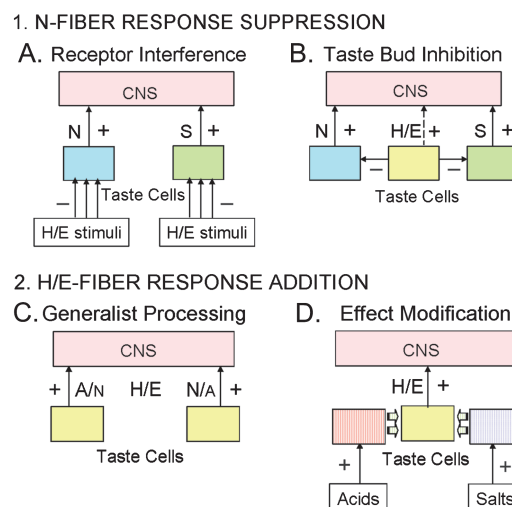 1. N-FIBER RESPONSE SUPPRESSION
A. Receptor Interference
CNS
N + S +
Taste Cells
– –
H/E stimuli H/E stimuli
B. Taste Bud Inhibition
CNS
N + H/E + S +
– –
Taste Cells
2. H/E-FIBER RESPONSE ADDITION
C. Generalist Processing
CNS
+ A/N H/E N/A +
Taste Cells
D. Effect Modification
CNS
H/E +
Taste Cells
+ +
Acids Salts